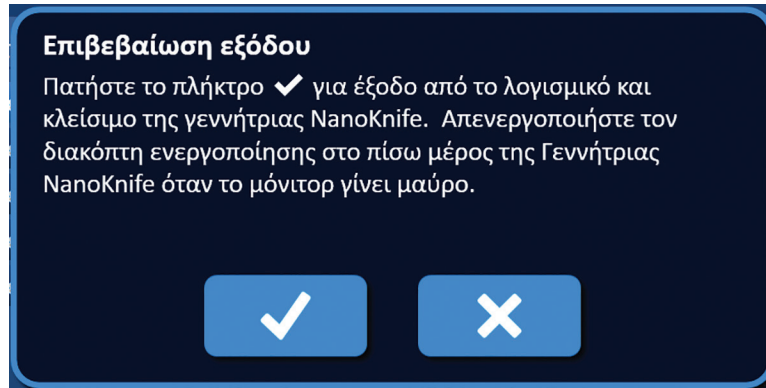 Επιβεβαίωση εξόδου
Πατήστε το πλήκτρο ✔ για έξοδο από το λογισμικό και
κλείσιμο της γεννήτριας NanoKnife. Απενεργοποιήστε τον
διακόπτη ενεργοποίησης στο πίσω μέρος της Γεννήτριας
NanoKnife όταν το μόνιτορ γίνει μαύρο.